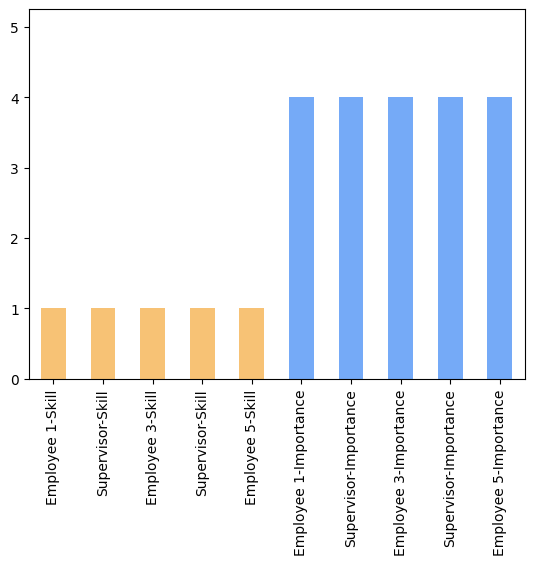 5
4
3
2
1
0
Employee 1-Skill
Supervisor-Skill
Employee 3-Skill
Supervisor-Skill
Employee 5-Skill
Employee 1-Importance
Supervisor-Importance
Employee 3-Importance
Supervisor-Importance
Employee 5-Importance